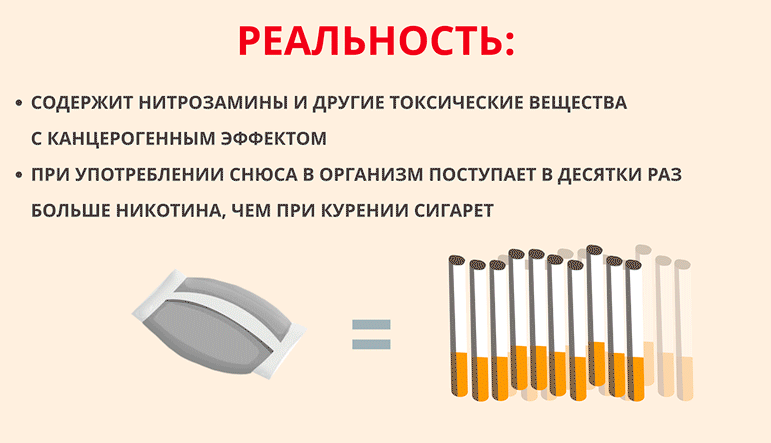 РЕАЛЬНОСТЬ:
• СОДЕРЖИТ НИТРОЗАМИНЫ И ДРУГИЕ ТОКСИЧЕСКИЕ ВЕЩЕСТВА
С КАНЦЕРОГЕННЫМ ЭФФЕКТОМ
• ПРИ УПОТРЕБЛЕНИИ СНЮСА В ОРГАНИЗМ ПОСТУПАЕТ В ДЕСЯТКИ РАЗ
БОЛЬШЕ НИКОТИНА, ЧЕМ ПРИ КУРЕНИИ СИГАРЕТ
=